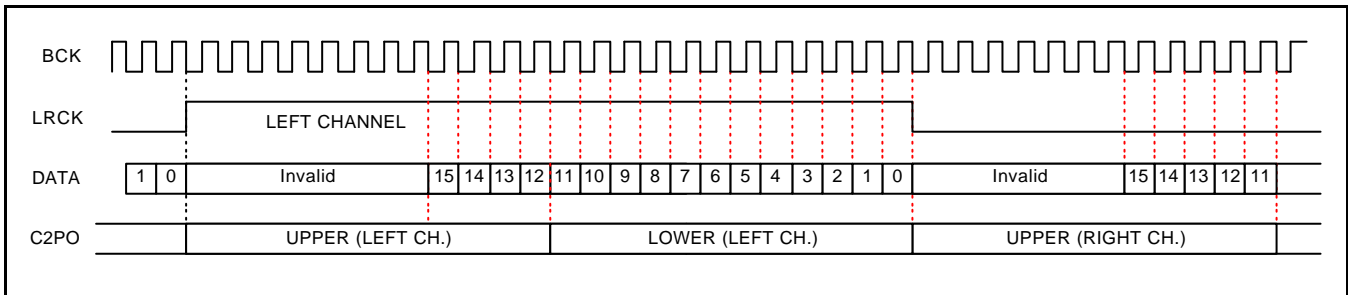 BCK
LRCK LEFT CHANNEL
DATA 1 0 Invalid 15 14 13 12 11 10 9 8 7 6 5 4 3 2 1 0 Invalid 15 14 13 12 11
C2PO UPPER (LEFT CH.) LOWER (LEFT CH.) UPPER (RIGHT CH.)